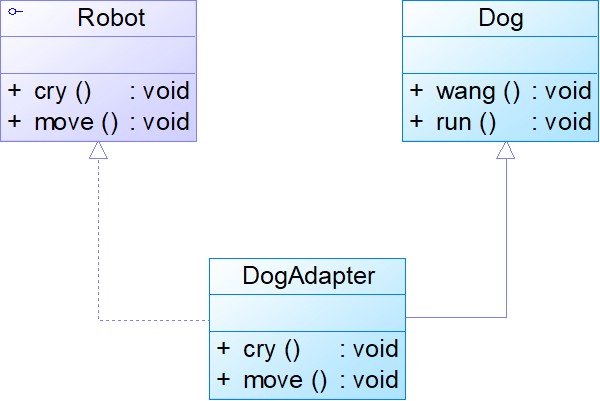 Robot
+ cry () : void
+ move () : void
Dog
+ wang () : void
+ run () : void
DogAdapter
+ cry () : void
+ move () : void